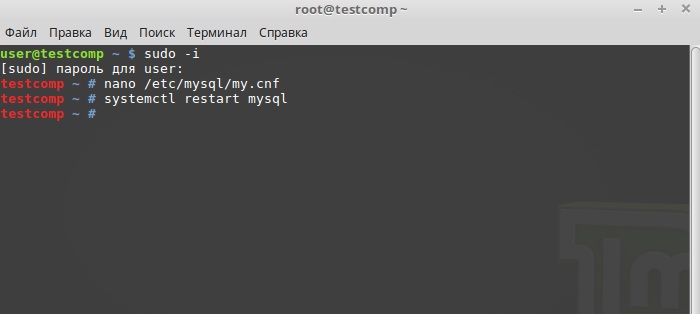 root@testcomp ~
Файл Правка Вид Поиск Терминал Справка
user@testcomp ~ $ sudo -i
[sudo] пароль для user:
testcomp ~ # nano /etc/mysql/my.cnf
testcomp ~ # systemctl restart mysql
testcomp ~ #